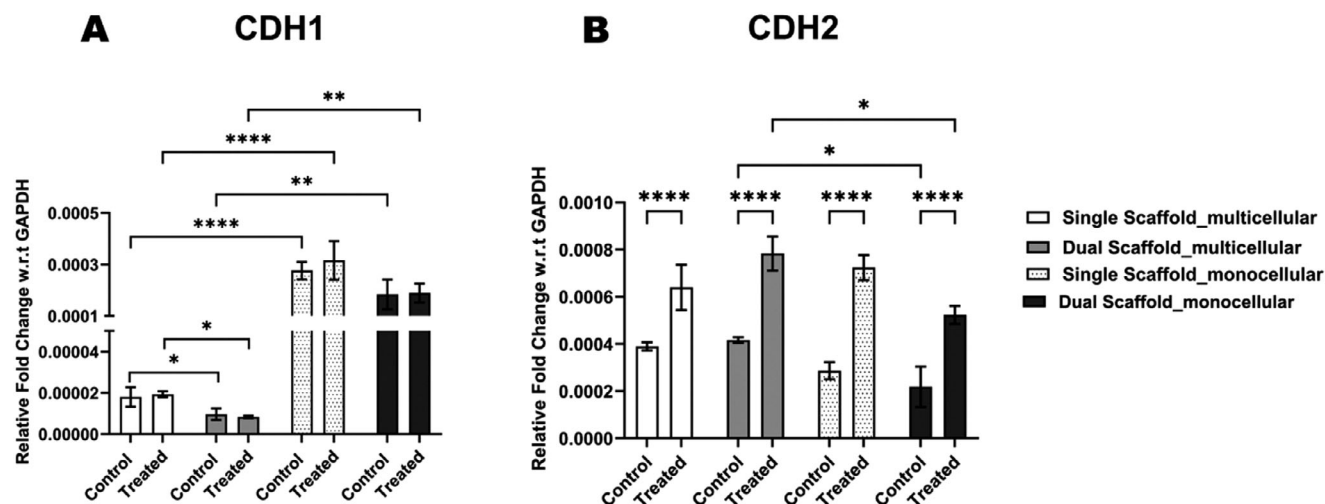 A CDH1
**
****
**
****
*
*
Relative Fold Change w.r.t GAPDH
0.0005
0.0003
0.0001
0.00004
0.00002
0.00000
Control Treated Control Treated Control Treated Control Treated
B CDH2
*
*
**** **** **** ****
Relative Fold Change w.r.t GAPDH
0.0010
0.0008
0.0006
0.0004
0.0002
0.0000
Control Treated Control Treated Control Treated Control Treated
Single Scaffold_multicellular
Dual Scaffold_multicellular
Single Scaffold_monocellular
Dual Scaffold_monocellular